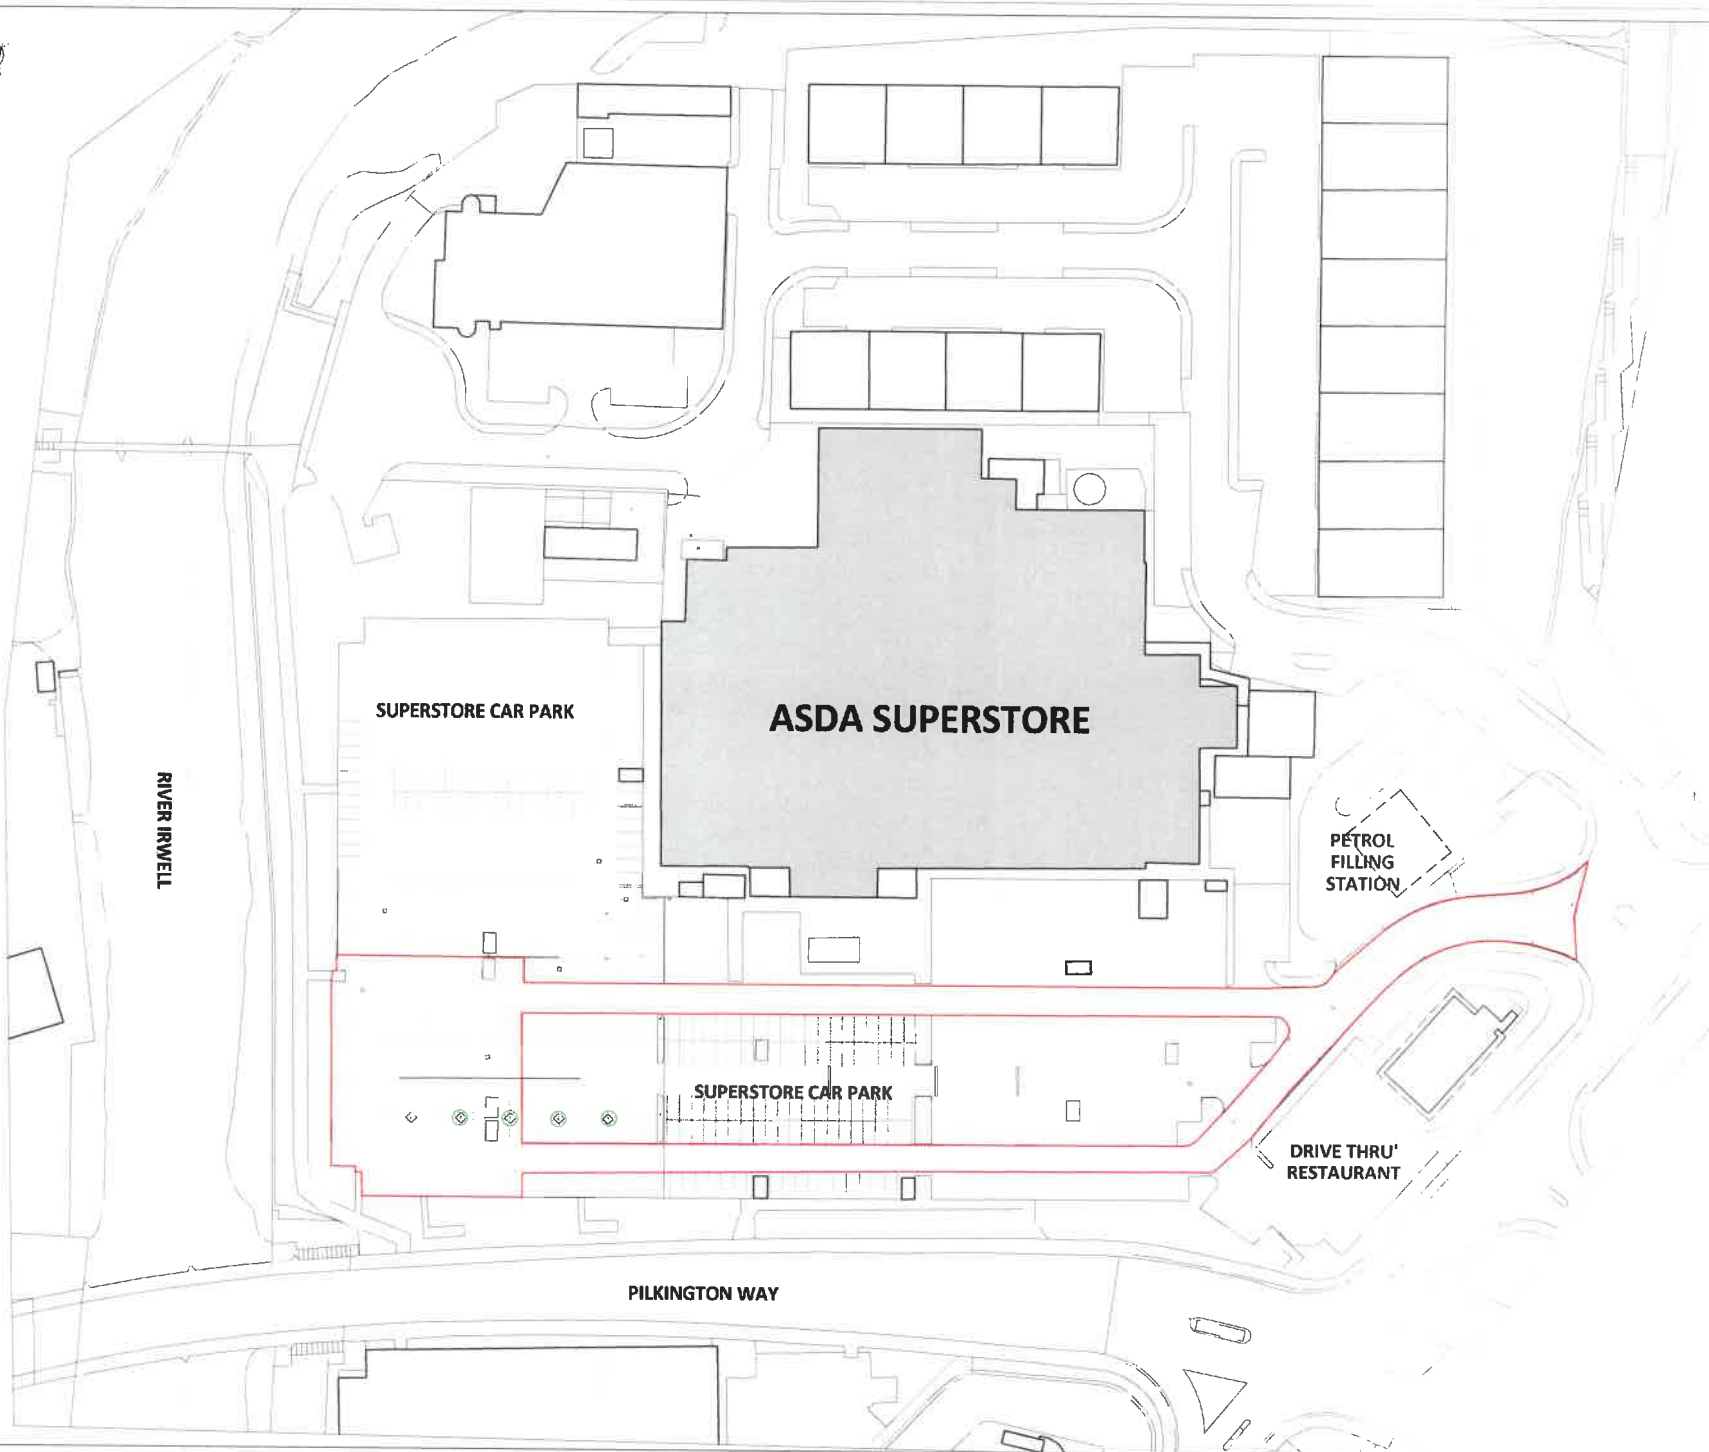 SUPERSTORE CAR PARK
ASDA SUPERSTORE
RIVER IRWELL
PETROL
FILLING
STATION
SUPERSTORE CAR PARK
DRIVE THRU'
RESTAURANT
PILKINGTON WAY